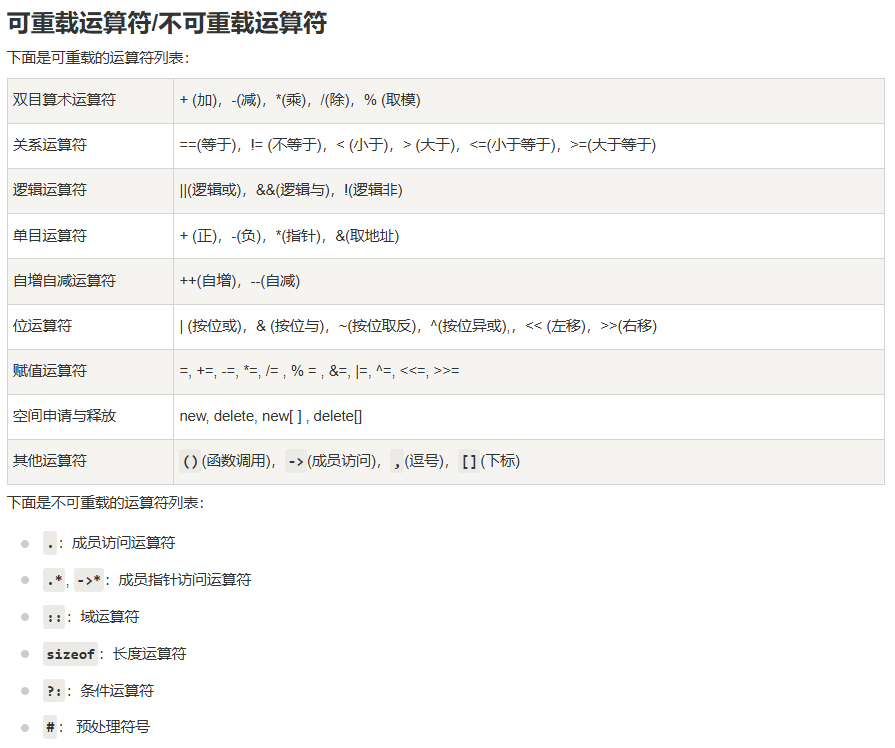 可重载运算符/不可重载运算符
下面是可重载的运算符列表：
双目算术运算符 + (加)，-(减)，*(乘)，/(除)，% (取模)
关系运算符 ==(等于)，!= (不等于)，< (小于)，> (大于)，<=(小于等于)，>=(大于等于)
逻辑运算符 ||(逻辑或)，&&(逻辑与)，!(逻辑非)
单目运算符 + (正)，-(负)，*(指针)，&(取地址)
自增自减运算符 ++(自增)，--(自减)
位运算符 | (按位或)，& (按位与)，~(按位取反)，^(按位异或),，<< (左移)，>>(右移)
赋值运算符 =, +=, -=, *=, /= , % = , &=, |=, ^=, <<=, >>=
空间申请与释放 new, delete, new[ ] , delete[]
其他运算符 ()(函数调用)，->(成员访问)，,(逗号)，[](下标)
下面是不可重载的运算符列表：
.：成员访问运算符
.*, ->*：成员指针访问运算符
::：域运算符
sizeof：长度运算符
?:：条件运算符
#： 预处理符号